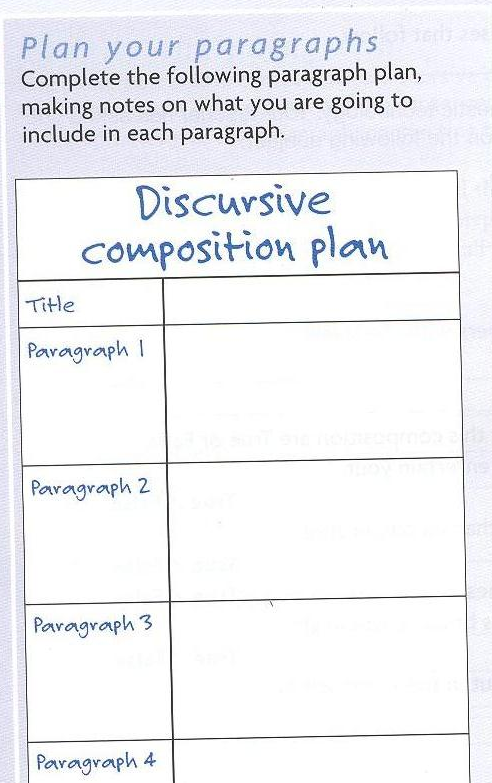 Plan your paragraphs
Complete the following paragraph plan,
making notes on what you are going to
include in each paragraph.
Discursive
composition plan
Title
Paragraph 1
Paragraph 2
Paragraph 3
Paragraph 4